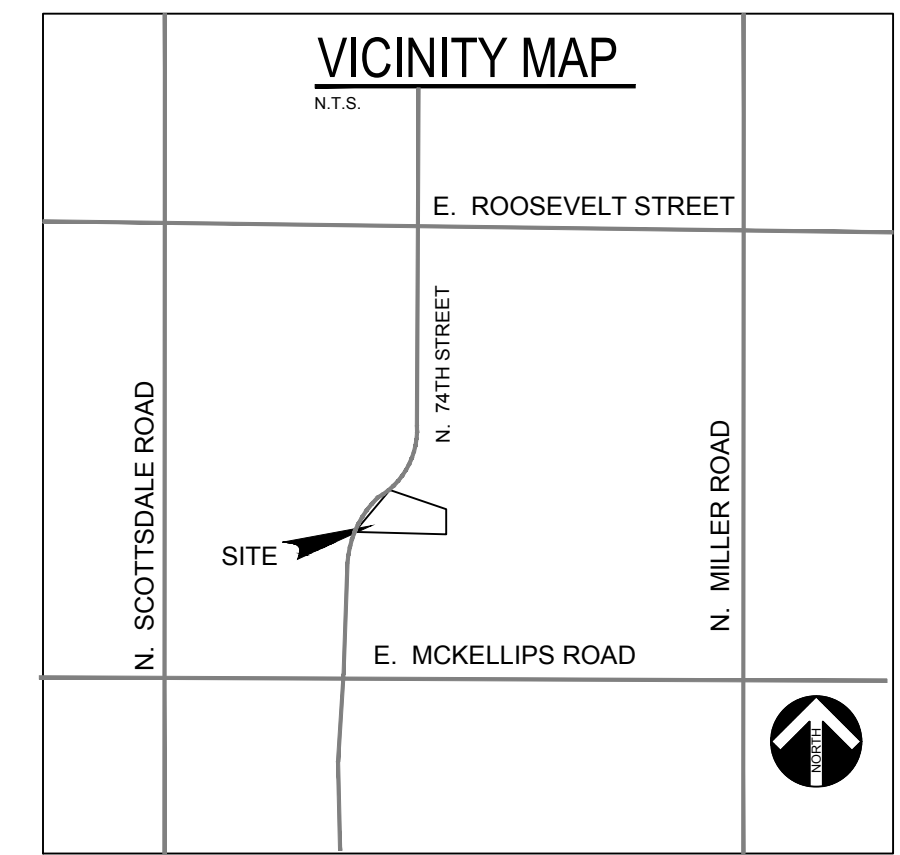 VICINITY MAP
N.T.S.
E. ROOSEVELT STREET
N. 74TH STREET
N. SCOTTSDALE ROAD
N. MILLER ROAD
SITE
E. MCKELLIPS ROAD
NORTH